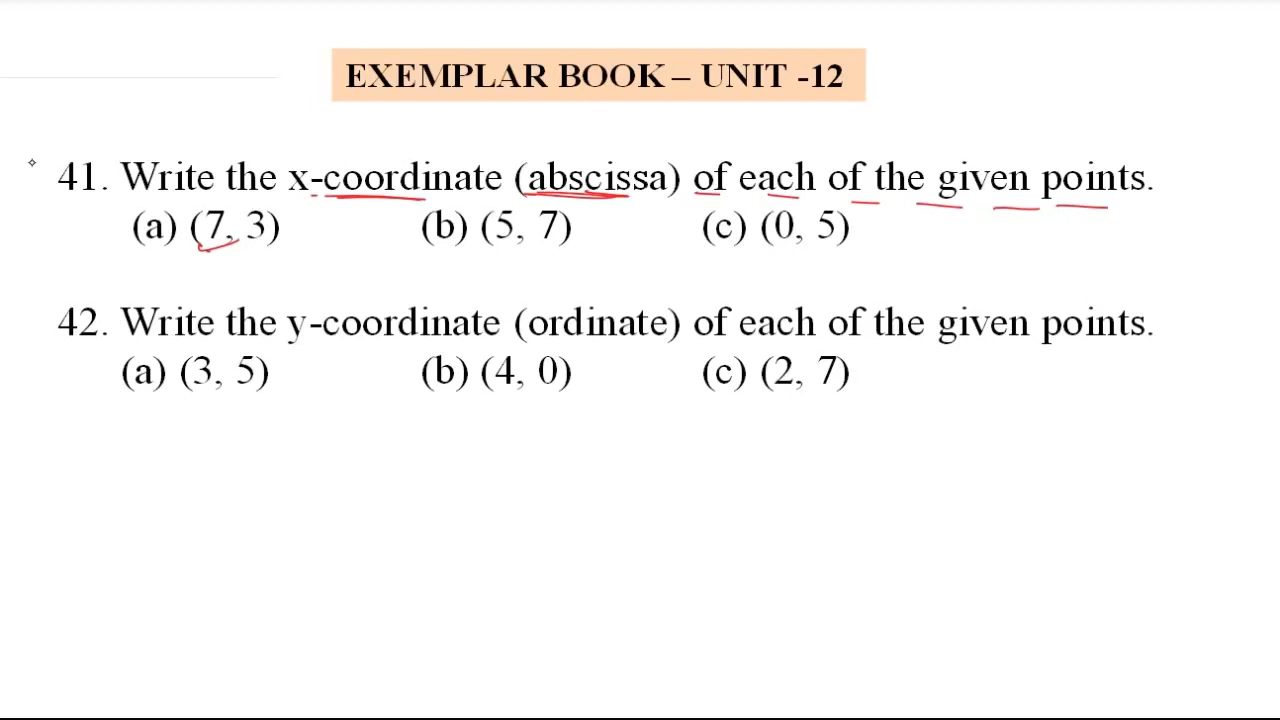 EXEMPLAR BOOK – UNIT -12
41. Write the x-coordinate (abscissa) of each of the given points.
(a) (7, 3) (b) (5, 7) (c) (0, 5)
42. Write the y-coordinate (ordinate) of each of the given points.
(a) (3, 5) (b) (4, 0) (c) (2, 7)